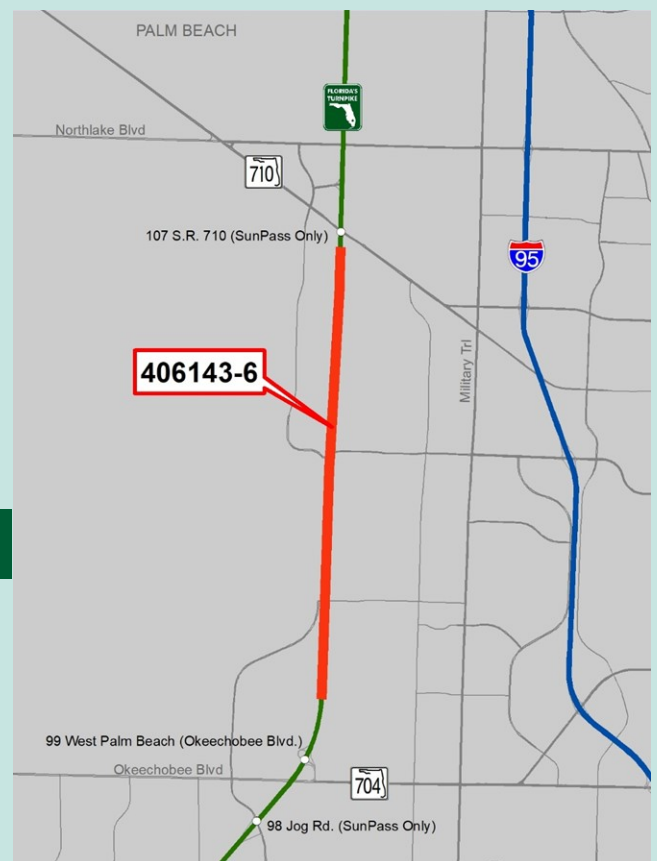 PALM BEACH
FLORIDA'S
TURNPIKE
Northlake Blvd
710
107 S.R. 710 (SunPass Only)
95
406143-6
Military Trl
99 West Palm Beach (Okeechobee Blvd.)
Okeechobee Blvd
704
98 Jog Rd. (SunPass Only)